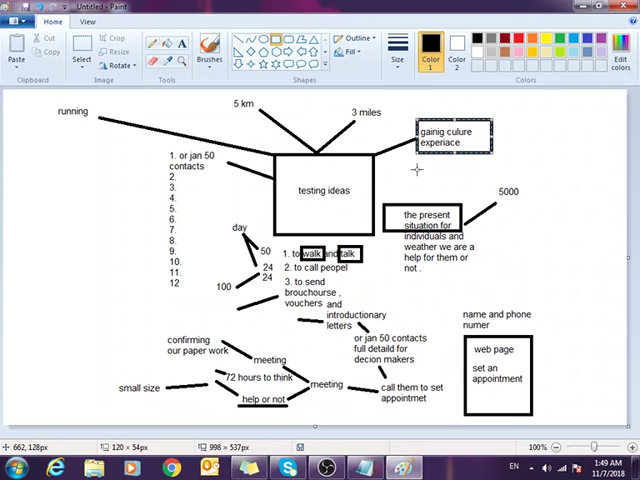 Untitled - Paint
Home
View
Paste
Cut
Copy
Clipboard
Select
Crop
Resize
Rotate
Image
Tools
Brushes
Shapes
Outline
Fill
Size
Color
1
Color
2
Colors
Edit
colors
running
5 km
3 miles
gainig culure
experiace
testing ideas
1. or jan 50
contacts
2.
3.
4.
5.
6.
7.
8.
9.
10.
11.
12
5000
the present
situation for
individuals and
weather we are a
help for them or
not .
day
50
24
24
100
1. to walk and talk
2. to call peopel
3. to send
brouchourse ,
vouchers
and
introductionary
letters
or jan 50 contacts
full detaild for
decion makers
name and phone
numer
web page
set an
appointment
confirming
our paper work
meeting
72 hours to think
meeting
small size
help or not
call them to set
appointmet
662, 128px
120 × 54px
998 × 537px
100%
EN
1:49 AM
11/7/2018